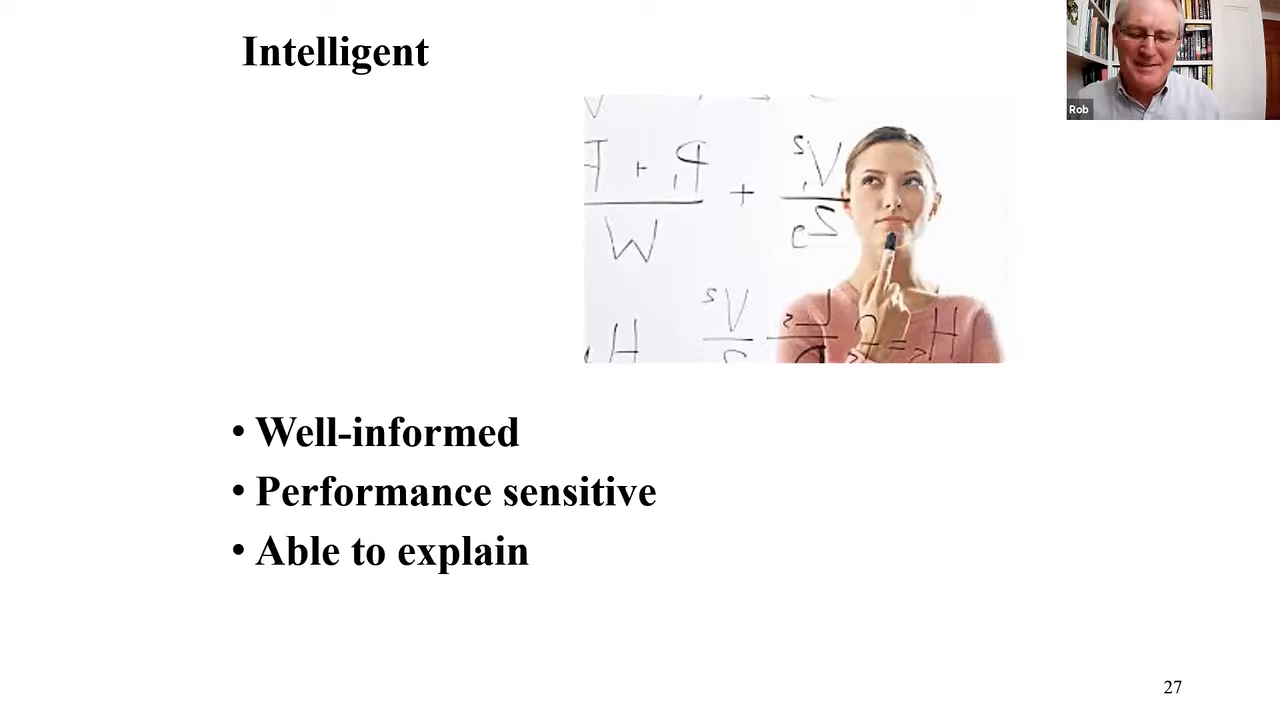 Intelligent
Rob
• Well-informed
• Performance sensitive
• Able to explain
27